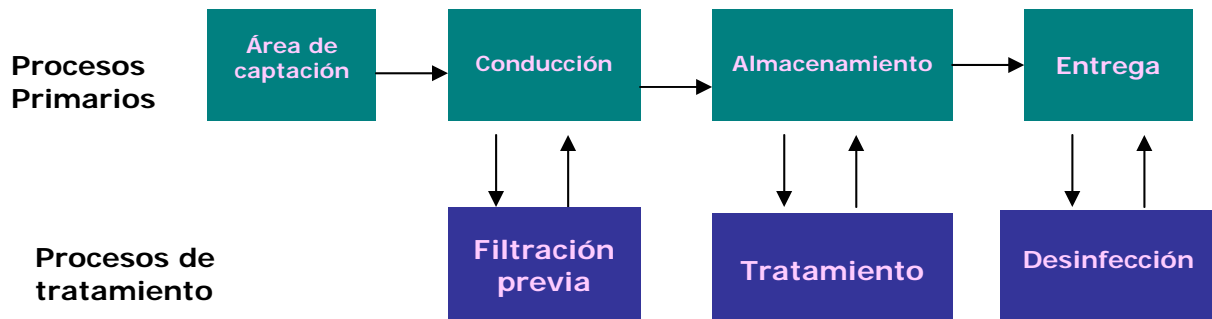 Procesos
Primarios
Área de
captación
Conducción
Almacenamiento
Entrega
Procesos de
tratamiento
Filtración
previa
Tratamiento
Desinfección